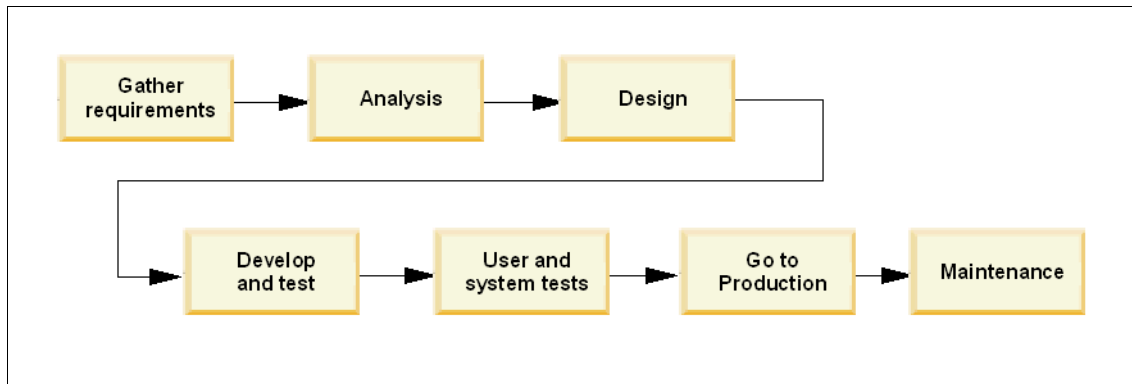 Gather
requirements
Analysis
Design
Develop
and test
User and
system tests
Go to
Production
Maintenance